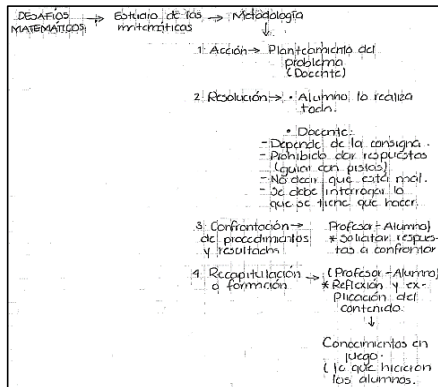 DESAFÍOS → Estudio de las → Metodología
MATEMÁTICOS matemáticas
1. Acción → Planteamiento del
problema
(Docente)
2. Resolución → • Alumno lo realiza
todo.
• Docente:
- Depende de la consigna.
- Prohibido dar respuestas
(guiar con pistas)
- No decir que está mal.
- Se debe interrogar lo
que se tiene que hacer.
3. Confrontación → Profesor-Alumno)
de procedimientos * Solicitar respues-
y resultados tas a confrontar
4. Recapitulación → (Profesor-Alumno)
o formación * Reflexión y ex-
plicación del
contenido.
Conocimientos en
juego.
(lo que hicieron
los alumnos.